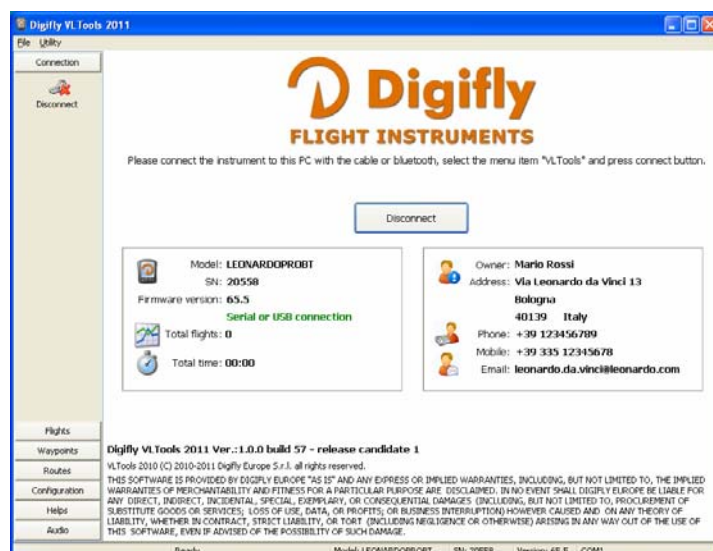 Digifly VLTools 2011
File Utility
Connection
Disconnect
Digifly
FLIGHT INSTRUMENTS
Please connect the instrument to this PC with the cable or bluetooth, select the menu item "VLTools" and press connect button.
Disconnect
Model: LEONARDOPROBT
SN: 20558
Firmware version: 65.5
Serial or USB connection
Total flights: 0
Total time: 00:00
Owner: Mario Rossi
Address: Via Leonardo da Vinci 13
Bologna
40139 Italy
Phone: +39 123456789
Mobile: +39 335 12345678
Email: leonardo.da.vinci@leonardo.com
Flights
Waypoints
Routes
Configuration
Helps
Audio
Digifly VLTools 2011 Ver.:1.0.0 build 57 - release candidate 1
VLTools 2010 (C) 2010-2011 Digifly Europe S.r.l. all rights reserved.
THIS SOFTWARE IS PROVIDED BY DIGIFLY EUROPE "AS IS" AND ANY EXPRESS OR IMPLIED WARRANTIES, INCLUDING, BUT NOT LIMITED TO, THE IMPLIED
WARRANTIES OF MERCHANTABILITY AND FITNESS FOR A PARTICULAR PURPOSE ARE DISCLAIMED. IN NO EVENT SHALL DIGIFLY EUROPE BE LIABLE FOR
ANY DIRECT, INDIRECT, INCIDENTAL, SPECIAL, EXEMPLARY, OR CONSEQUENTIAL DAMAGES (INCLUDING, BUT NOT LIMITED TO, PROCUREMENT OF
SUBSTITUTE GOODS OR SERVICES; LOSS OF USE, DATA, OR PROFITS; OR BUSINESS INTERRUPTION) HOWEVER CAUSED AND ON ANY THEORY OF
LIABILITY, WHETHER IN CONTRACT, STRICT LIABILITY, OR TORT (INCLUDING NEGLIGENCE OR OTHERWISE) ARISING IN ANY WAY OUT OF THE USE OF
THIS SOFTWARE, EVEN IF ADVISED OF THE POSSIBILITY OF SUCH DAMAGE.
Ready Model: LEONARDOPROBT SN: 20558 Version: 65.5 COM1